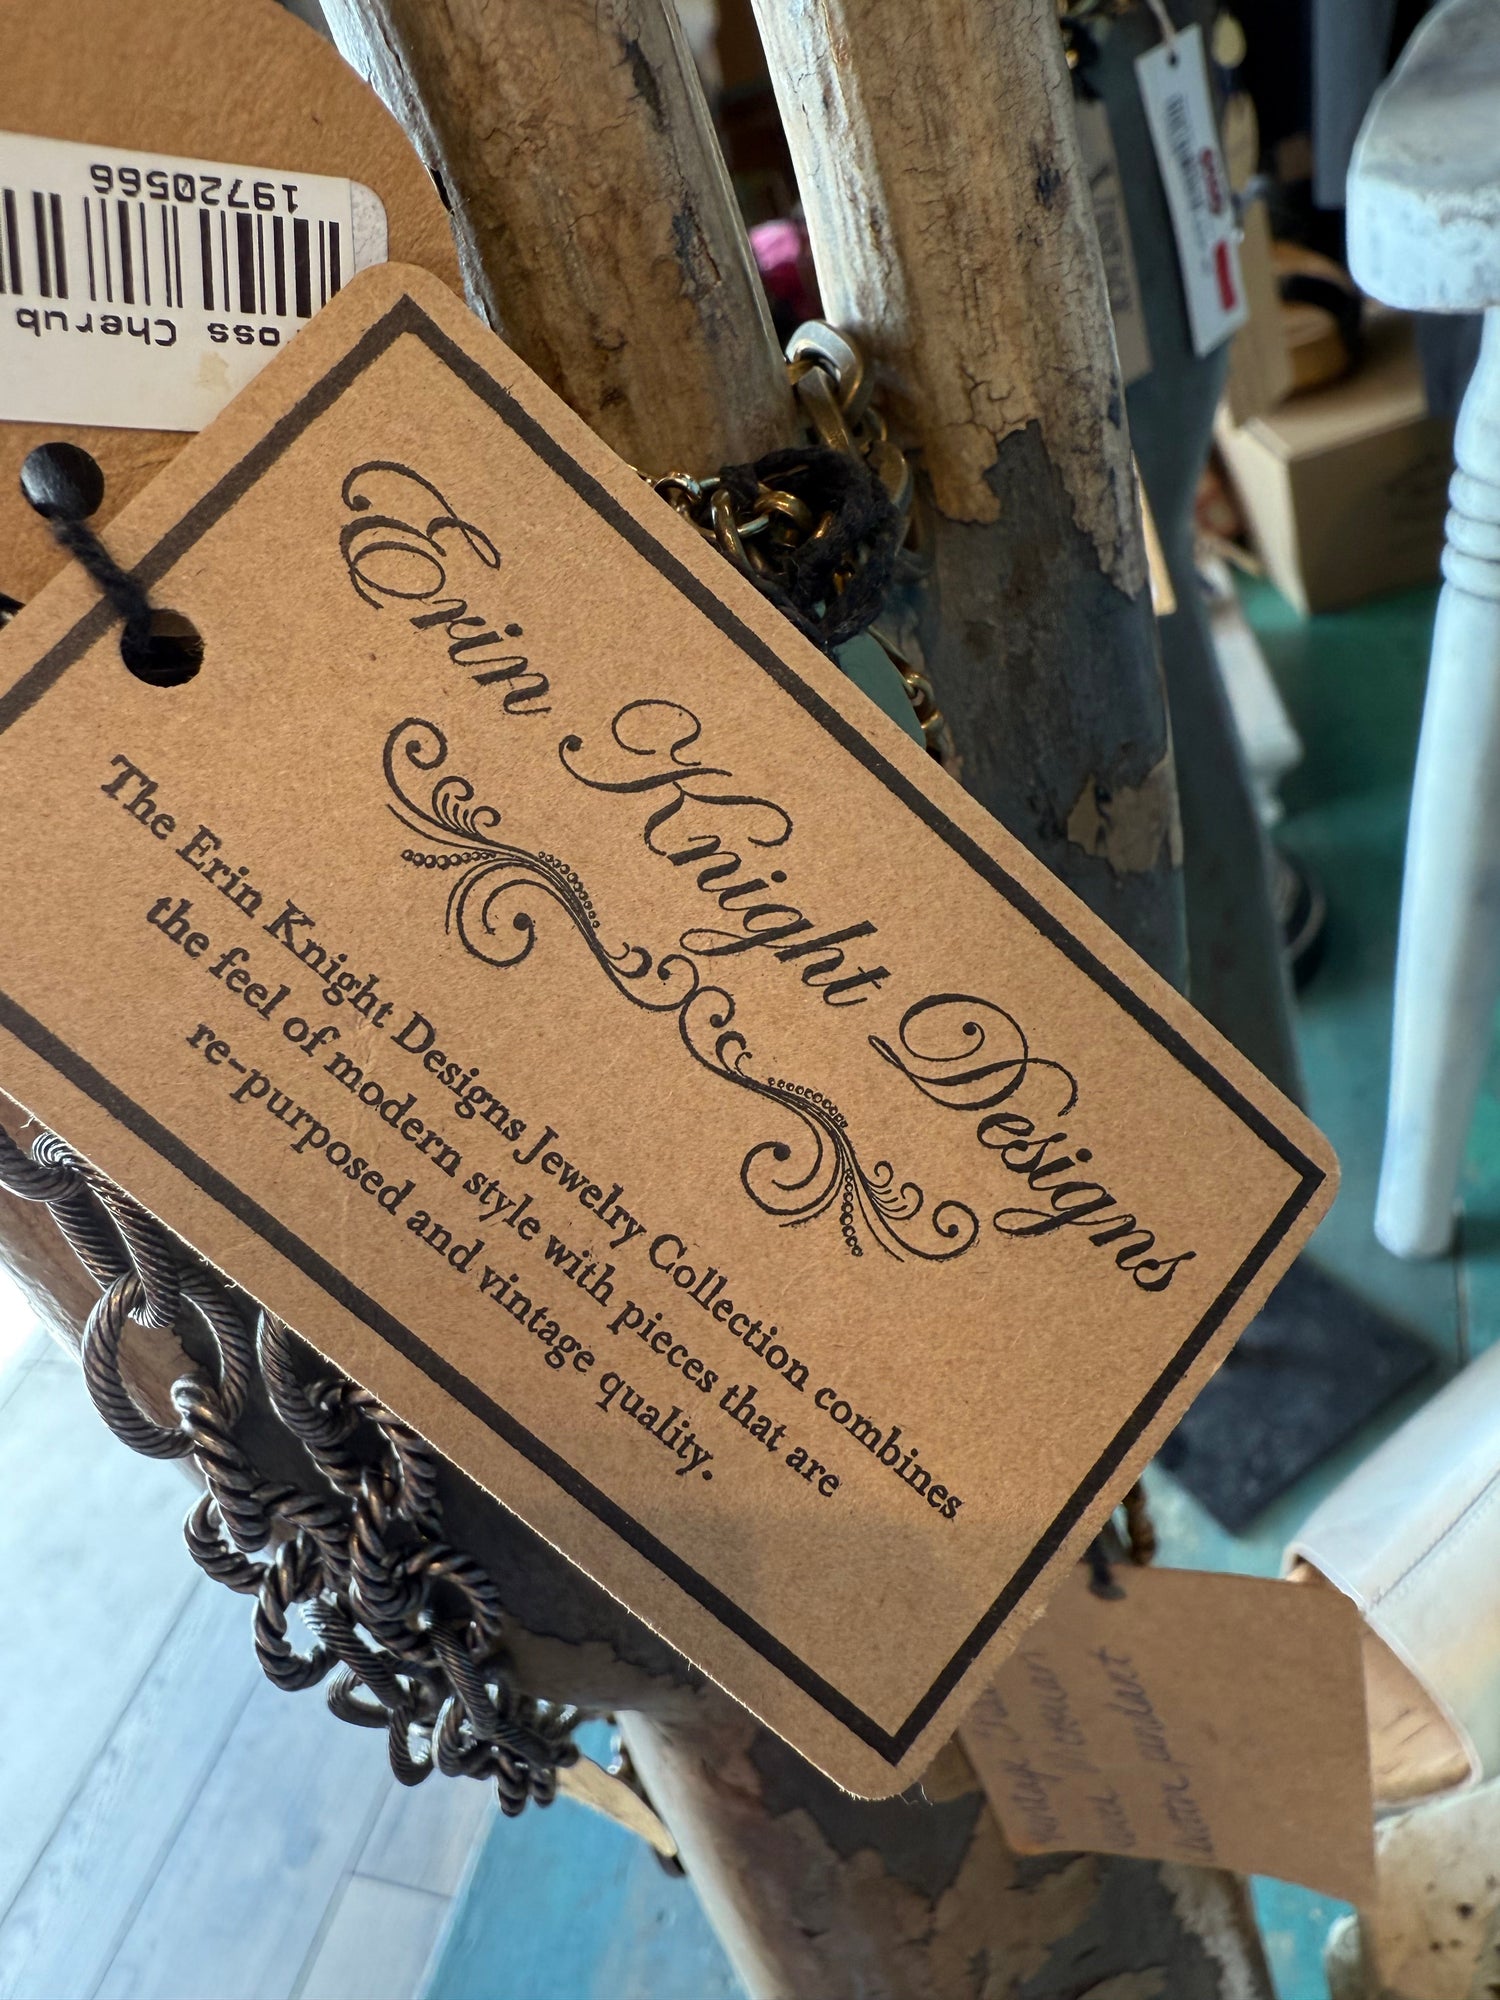 19720566
oss Cherub
Erin Knight Designs
The Erin Knight Designs Jewelry Collection combines
the feel of modern style with pieces that are
re-purposed and vintage quality.